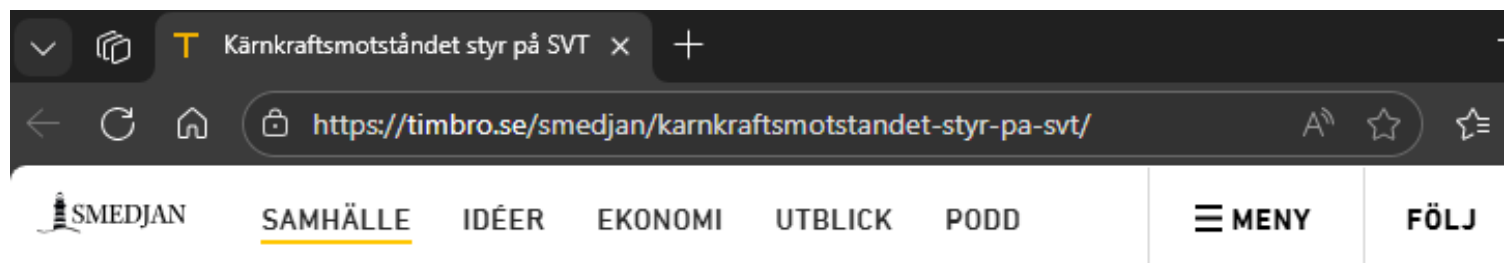 Kärnkraftsmotståndet styr på SVT
https://timbro.se/smedjan/karnkraftsmotstandet-styr-pa-svt/
SMEDJAN SAMHÄLLE IDÉER EKONOMI UTBLICK PODD MENY FÖLJ